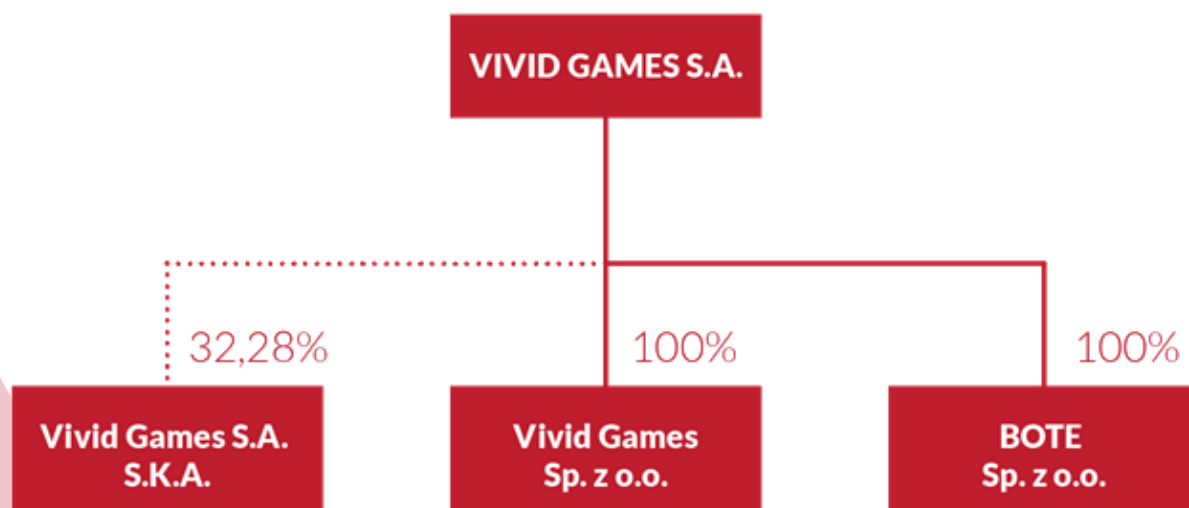 VIVID GAMES S.A.
32,28%
100%
100%
Vivid Games S.A.
S.K.A.
Vivid Games
Sp. z o.o.
BOTE
Sp. z o.o.